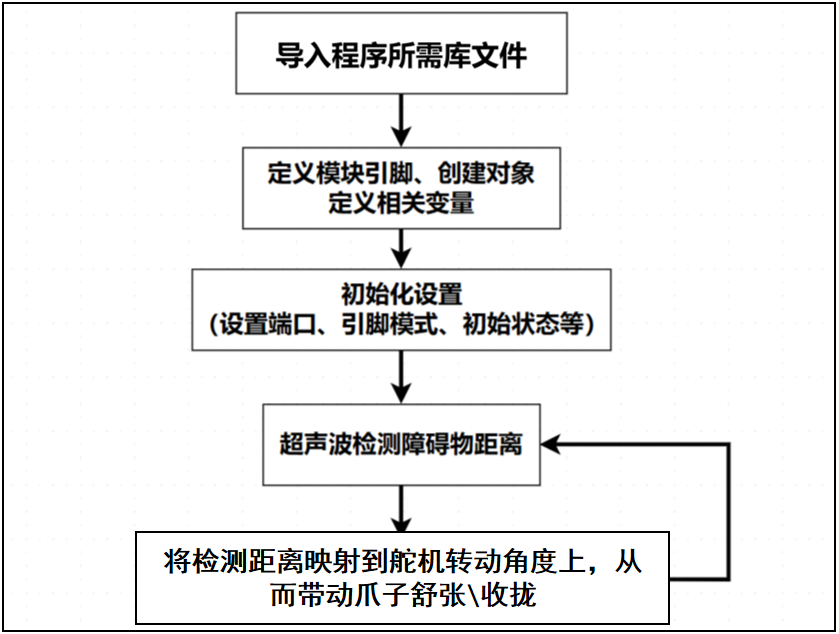 导入程序所需库文件
定义模块引脚、创建对象
定义相关变量
初始化设置
（设置端口、引脚模式、初始状态等）
超声波检测障碍物距离
将检测距离映射到舵机转动角度上，从
而带动爪子舒张\收拢